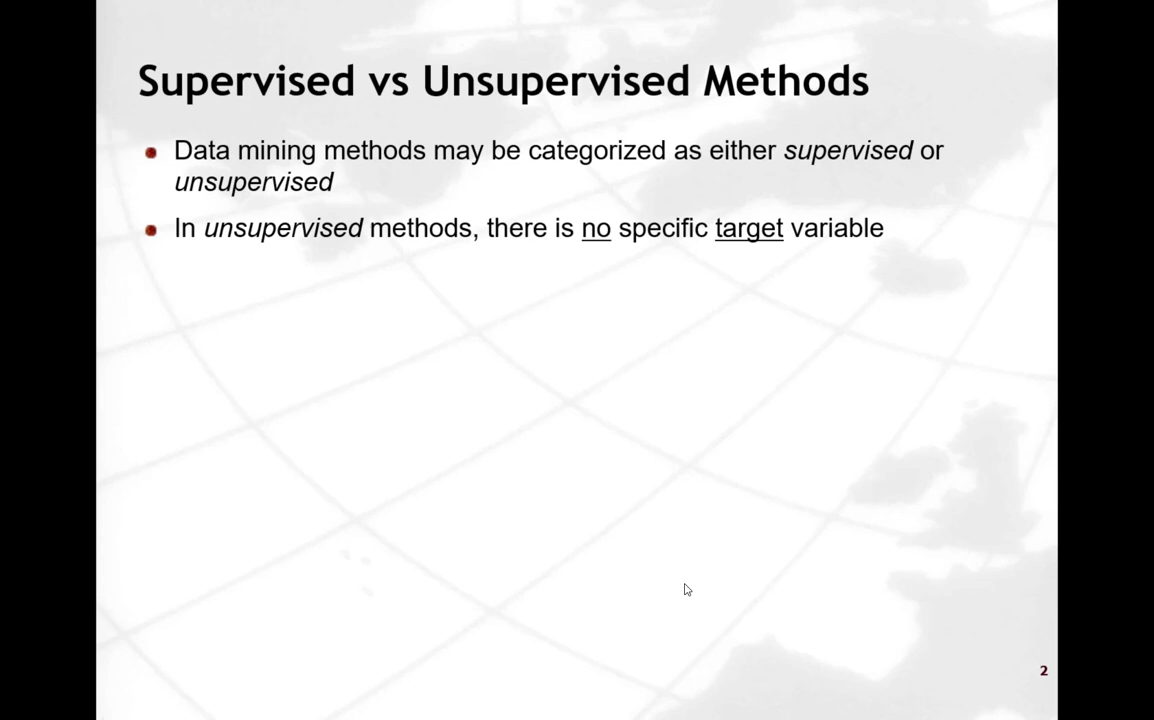 Supervised vs Unsupervised Methods
Data mining methods may be categorized as either supervised or
unsupervised
In unsupervised methods, there is no specific target variable
2